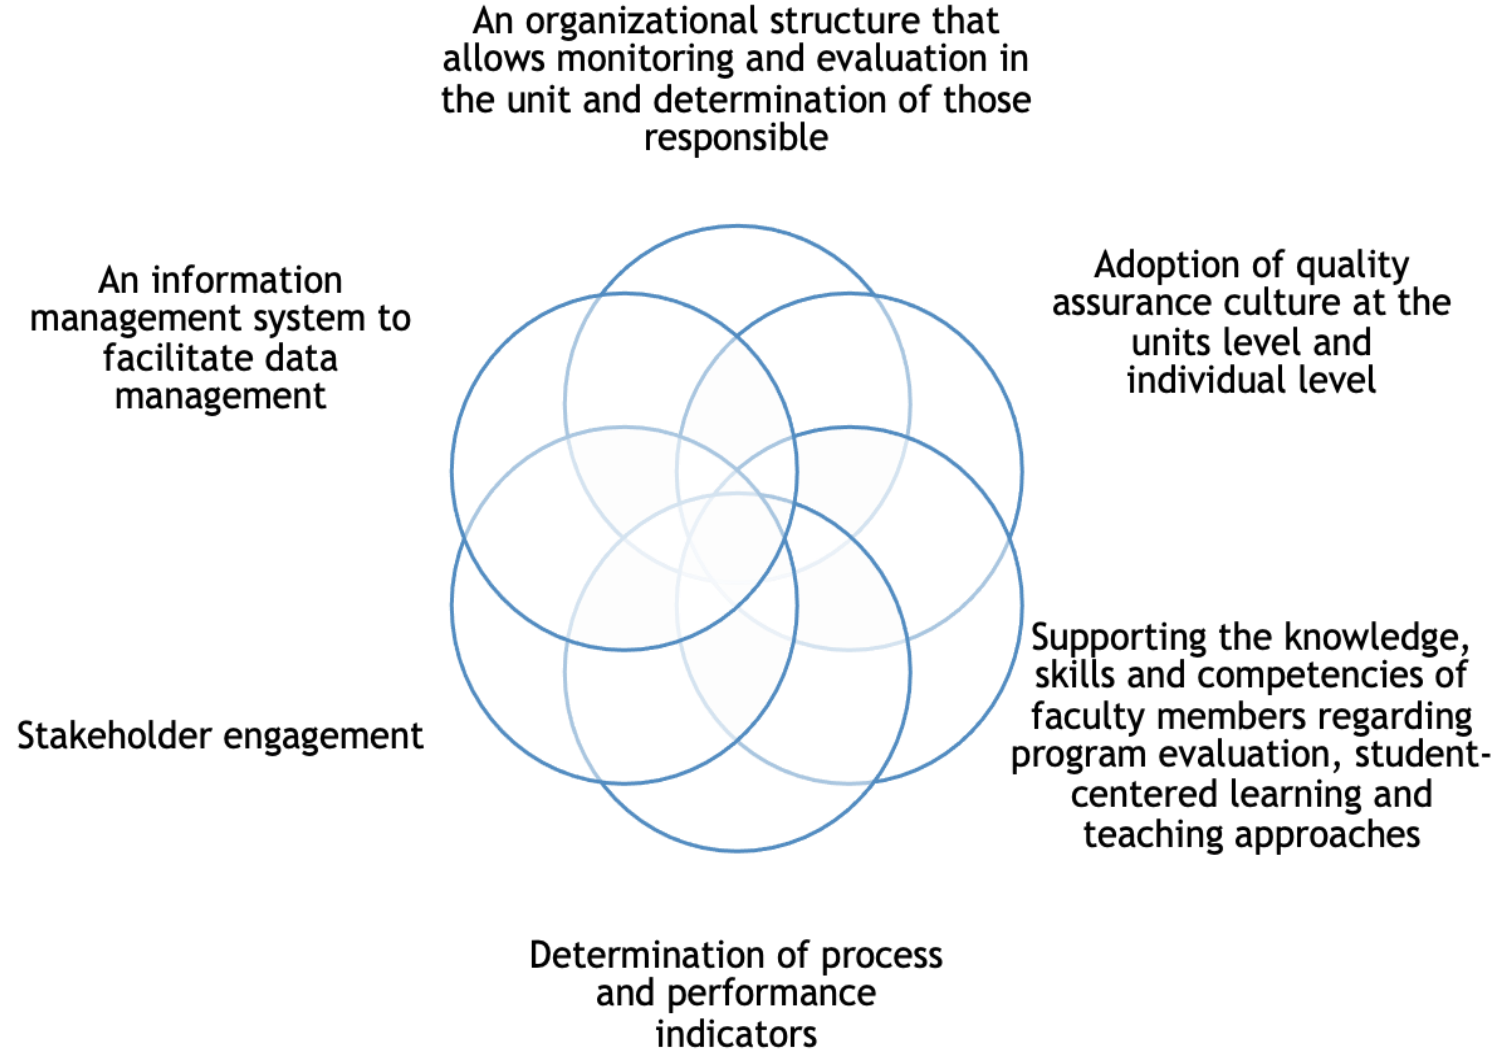 An organizational structure that
allows monitoring and evaluation in
the unit and determination of those
responsible
Adoption of quality
assurance culture at the
units level and
individual level
Supporting the knowledge,
skills and competencies of
faculty members regarding
program evaluation, student-
centered learning and
teaching approaches
Determination of process
and performance
indicators
Stakeholder engagement
An information
management system to
facilitate data
management